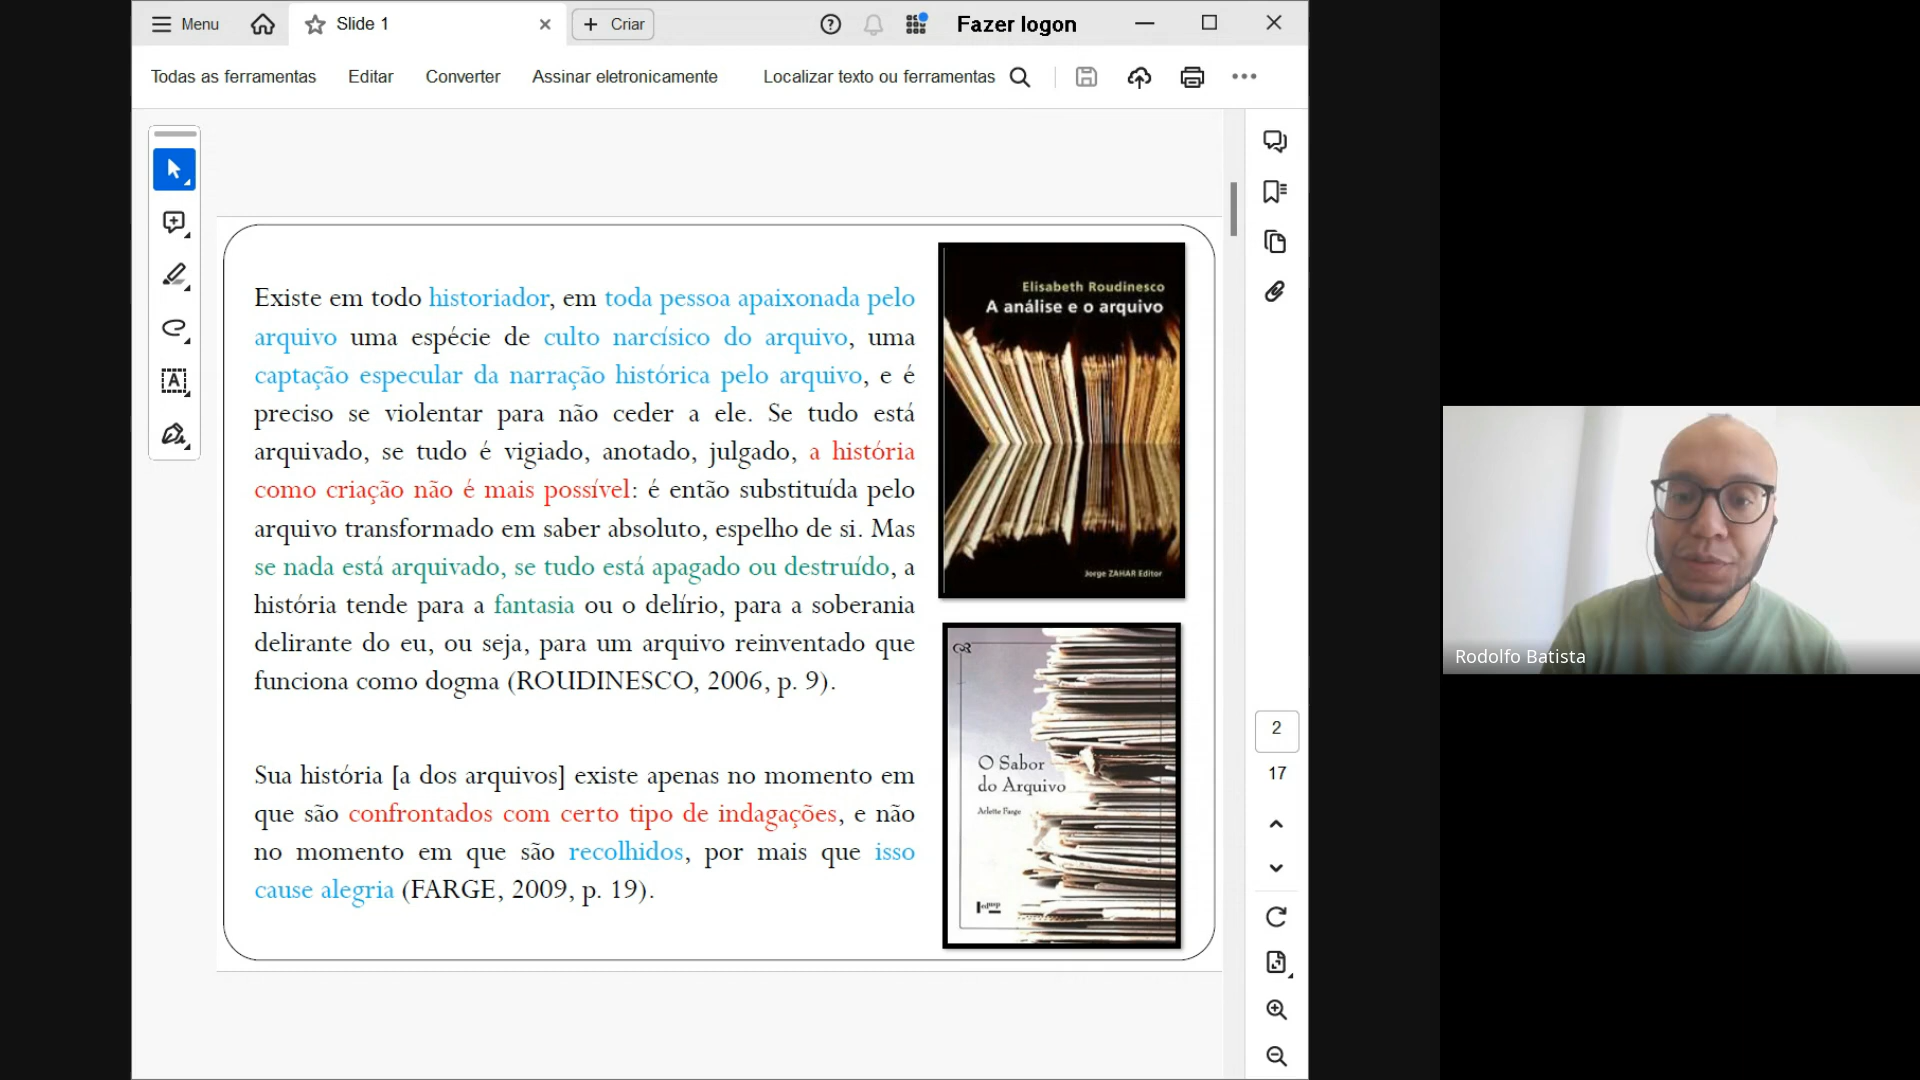 Menu
Slide 1
Criar
Fazer logon
Todas as ferramentas
Editar
Converter
Assinar eletronicamente
Localizar texto ou ferramentas
Existe em todo historiador, em toda pessoa apaixonada pelo
arquivo uma espécie de culto narcísico do arquivo, uma
captação especular da narração histórica pelo arquivo, e é
preciso se violentar para não ceder a ele. Se tudo está
arquivado, se tudo é vigiado, anotado, julgado, a história
como criação não é mais possível: é então substituída pelo
arquivo transformado em saber absoluto, espelho de si. Mas
se nada está arquivado, se tudo está apagado ou destruído, a
história tende para a fantasia ou o delírio, para a soberania
delirante do eu, ou seja, para um arquivo reinventado que
funciona como dogma (ROUDINESCO, 2006, p. 9).
Sua história [a dos arquivos] existe apenas no momento em
que são confrontados com certo tipo de indagações, e não
no momento em que são recolhidos, por mais que isso
cause alegria (FARGE, 2009, p. 19).
Elisabeth Roudinesco
A análise e o arquivo
Jorge ZAHAR Editor
O Sabor
do Arquivo
Arlette Farge
edusp
2
17
Rodolfo Batista